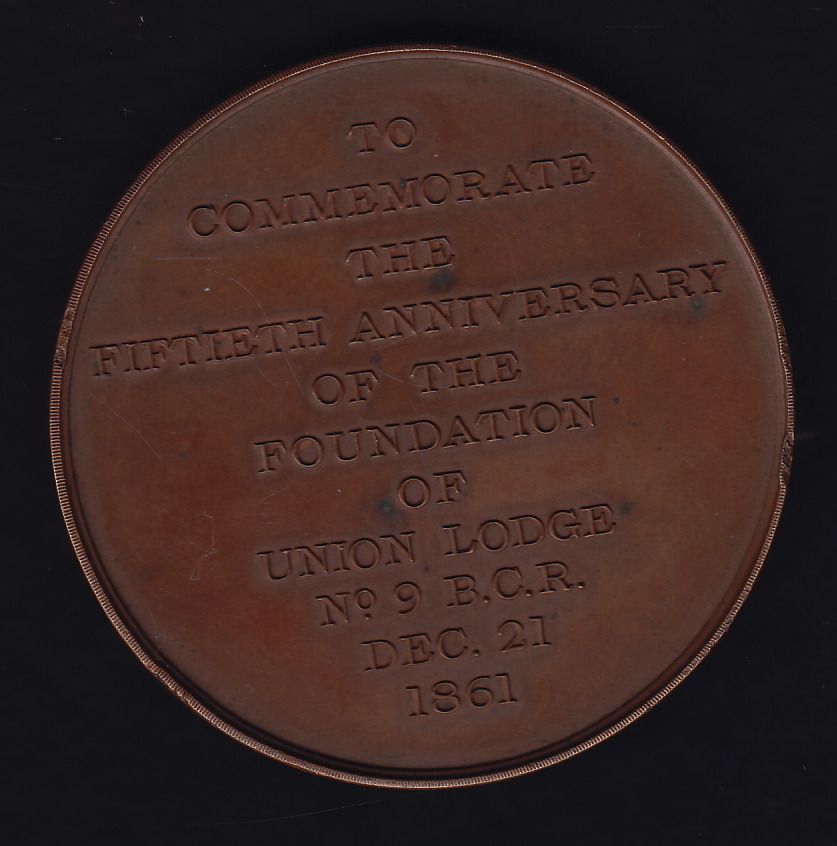 TO
COMMEMORATE
THE
FIFTIETH ANNIVERSARY
OF THE
FOUNDATION
OF
UNION LODGE
Nº 9 B.C.R.
DEC. 21
1861